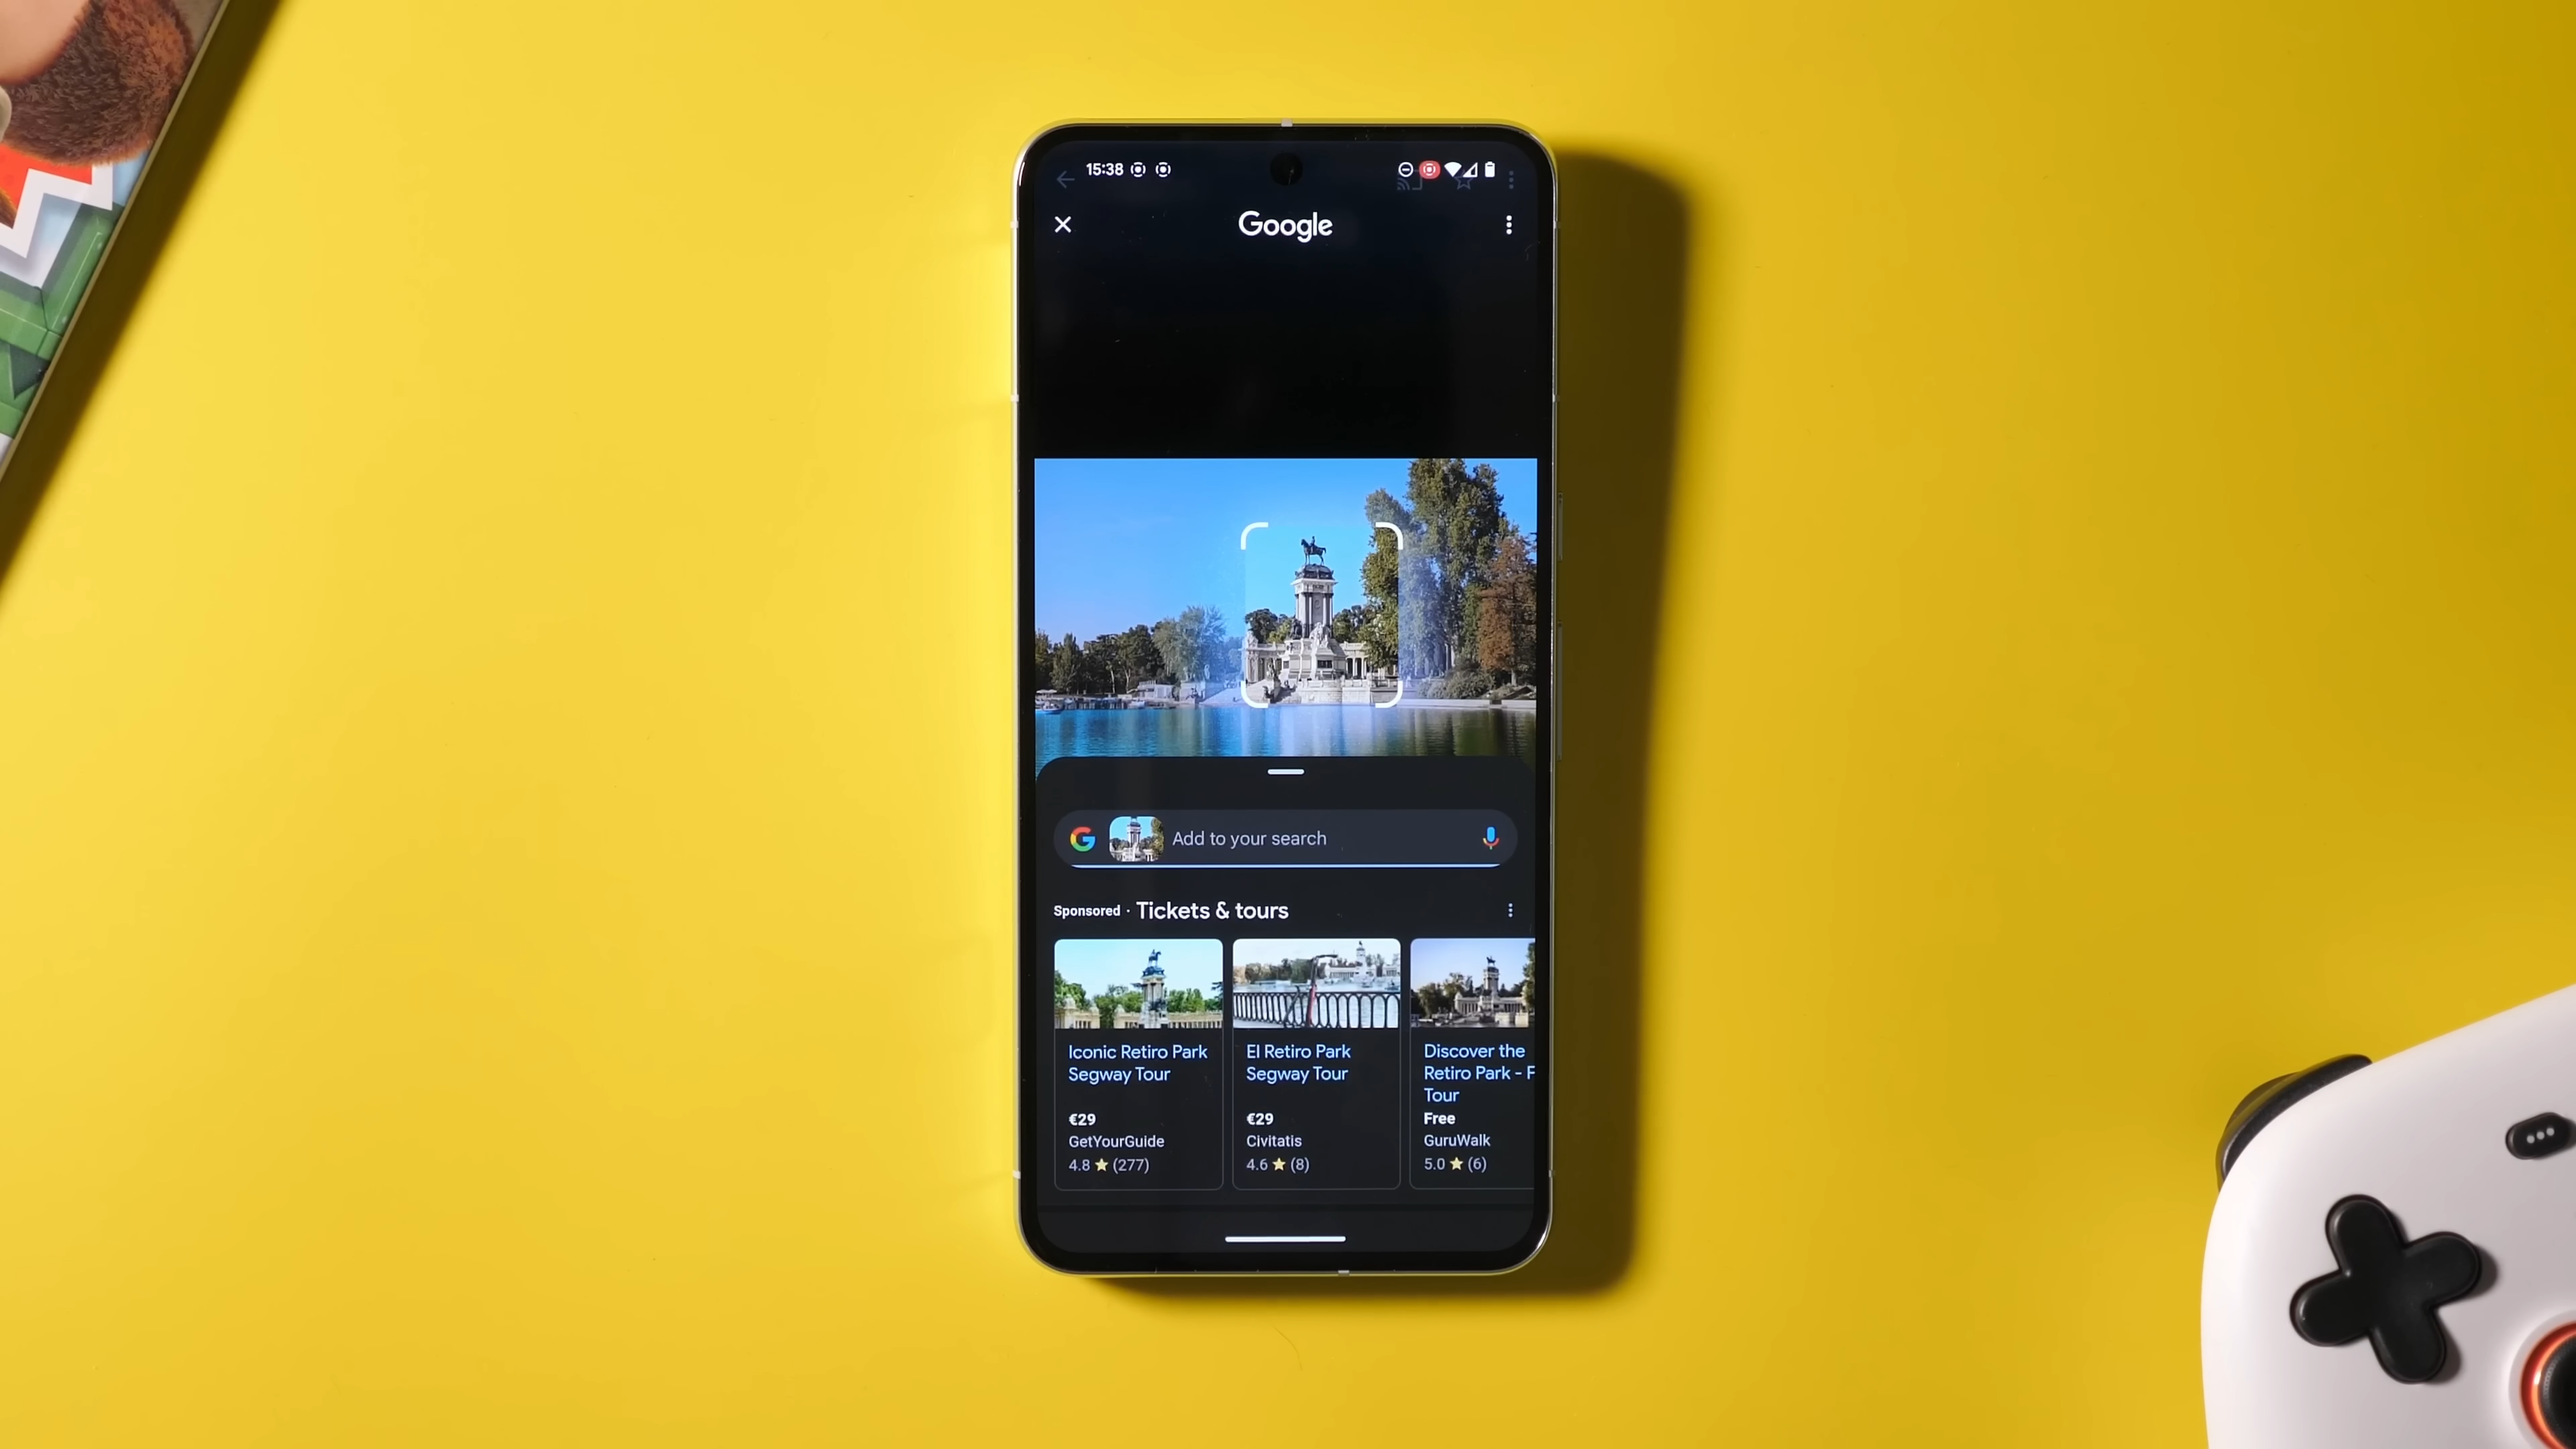 15:38
Google
Add to your search
Sponsored · Tickets & tours
Iconic Retiro Park
Segway Tour
€29
GetYourGuide
4.8 ★ (277)
El Retiro Park
Segway Tour
€29
Civitatis
4.6 ★ (8)
Discover the
Retiro Park - F
Tour
Free
GuruWalk
5.0 ★ (6)